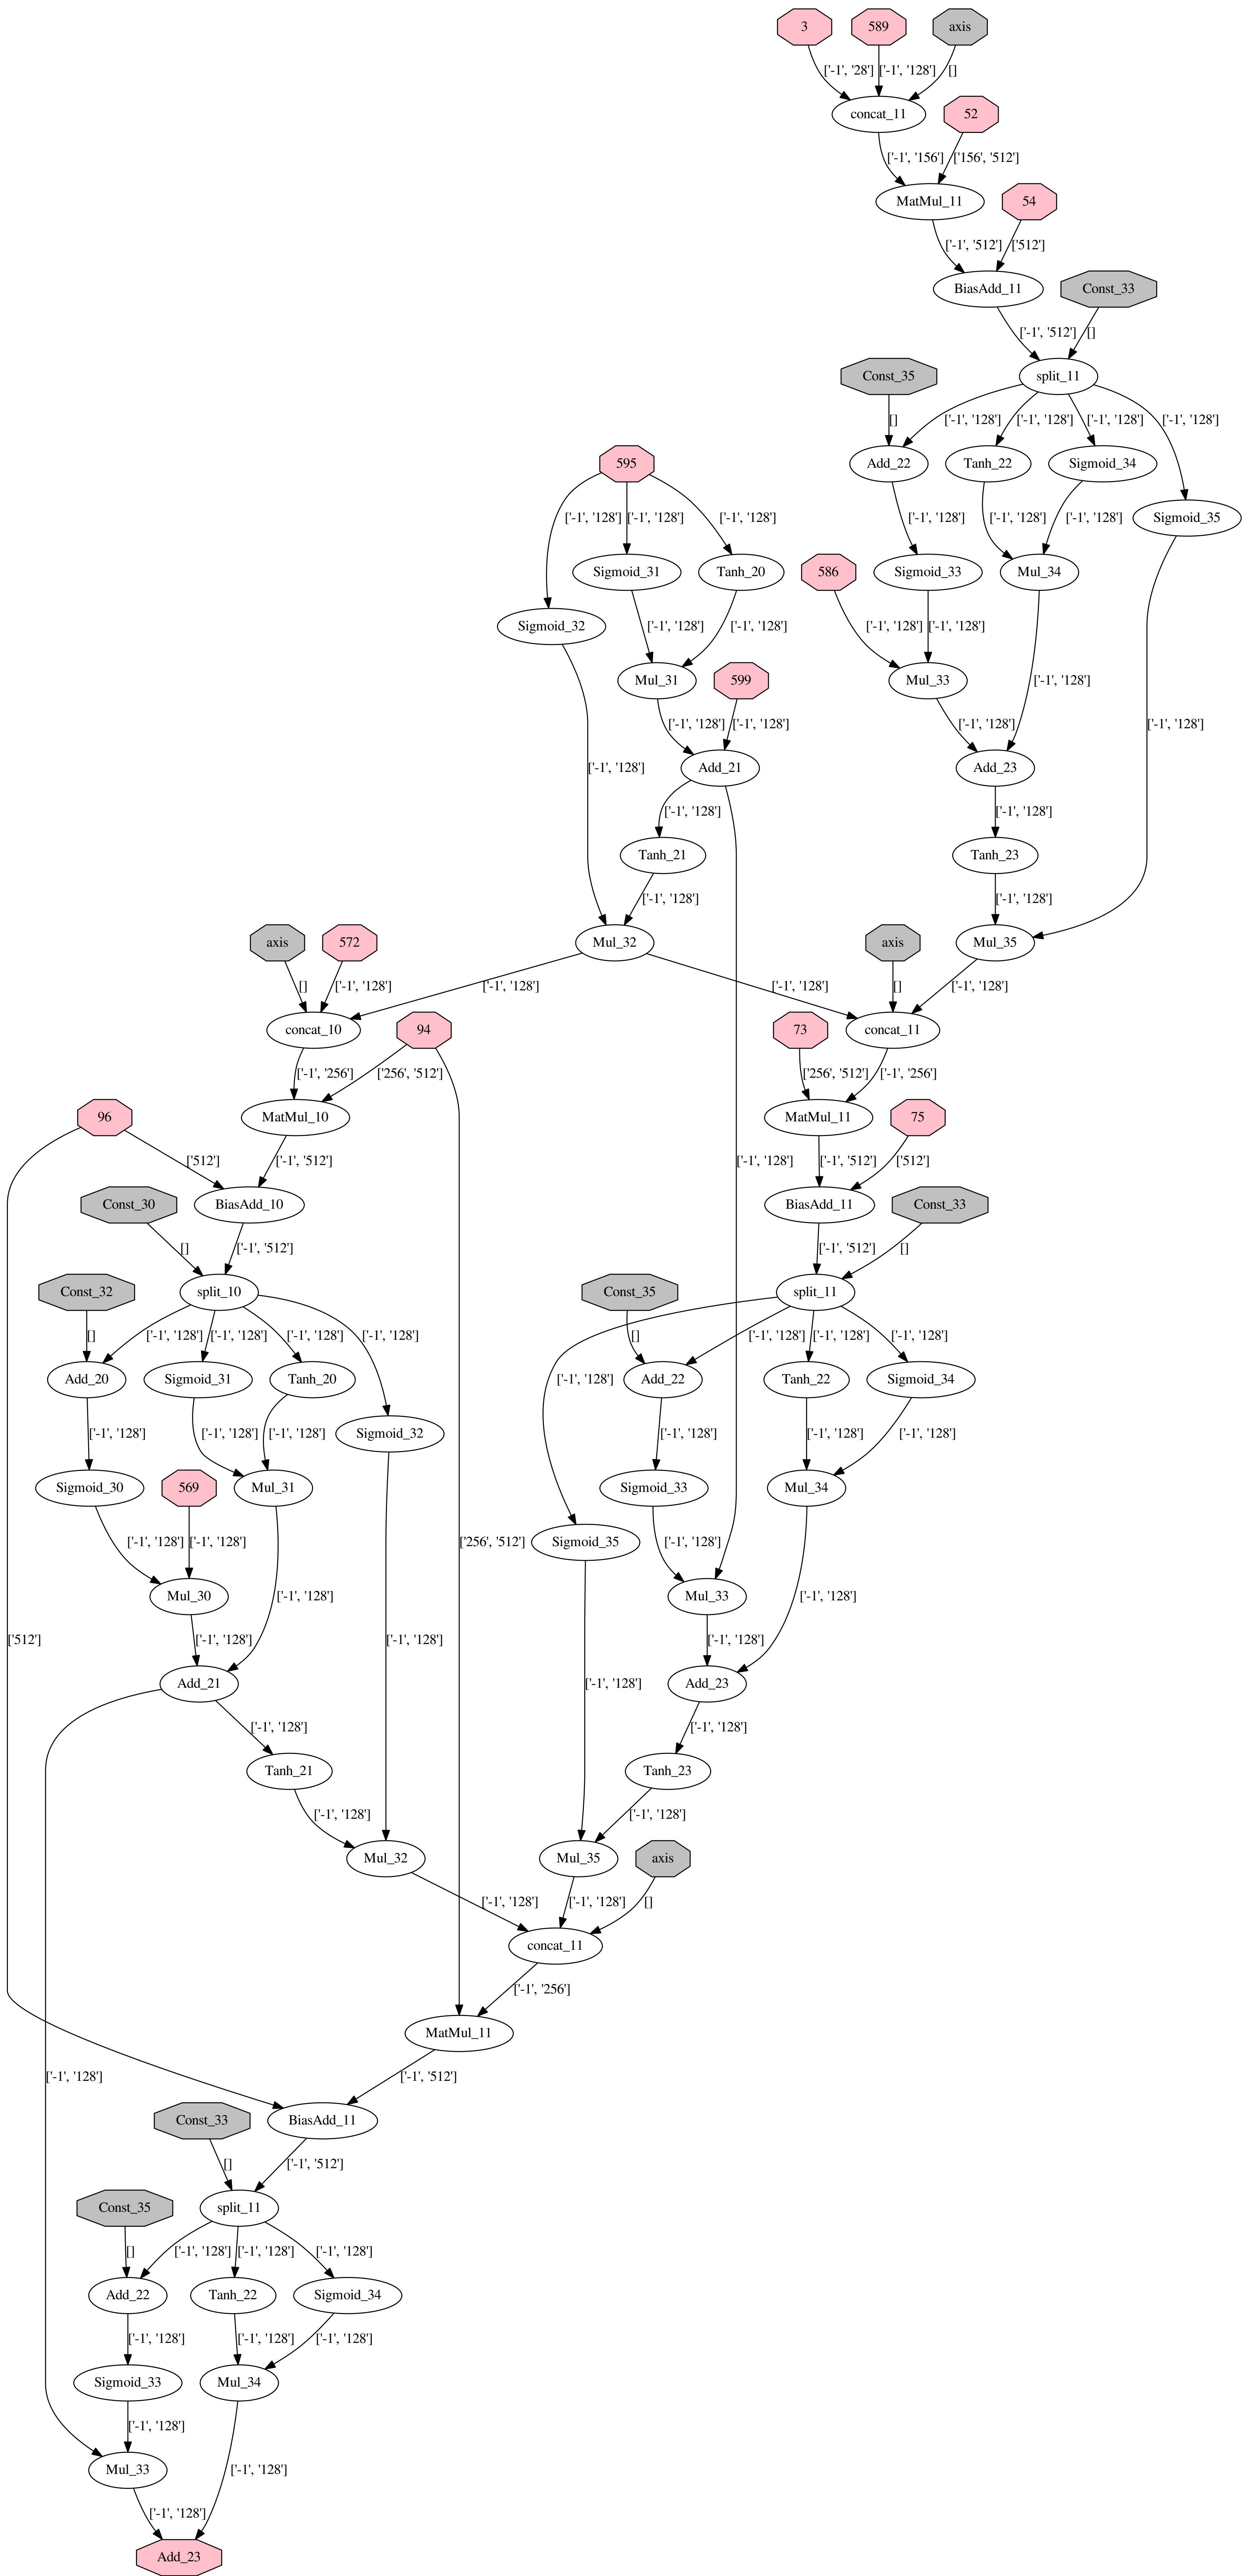 3 589 axis
['-1', '28'] ['-1', '128'] []
concat_11 52
['-1', '156'] ['156', '512']
MatMul_11 54
['-1', '512'] ['512']
BiasAdd_11 Const_33
['-1', '512'] []
Const_35 split_11
[] ['-1', '128'] ['-1', '128'] ['-1', '128'] ['-1', '128']
595 Add_22 Tanh_22 Sigmoid_34
['-1', '128'] ['-1', '128'] ['-1', '128'] ['-1', '128'] ['-1', '128'] ['-1', '128']
Sigmoid_35
Sigmoid_31 Tanh_20 586 Sigmoid_33 Mul_34
Sigmoid_32 ['-1', '128'] ['-1', '128'] ['-1', '128'] ['-1', '128']
Mul_31 599 Mul_33 ['-1', '128']
['-1', '128'] ['-1', '128'] ['-1', '128'] ['-1', '128']
['-1', '128'] Add_21 Add_23
['-1', '128'] ['-1', '128']
Tanh_21 Tanh_23
['-1', '128'] ['-1', '128']
axis 572 Mul_32 axis Mul_35
[] ['-1', '128'] ['-1', '128'] ['-1', '128'] [] ['-1', '128']
concat_10 94 73 concat_11
['-1', '256'] ['256', '512'] ['256', '512'] ['-1', '256']
96 MatMul_10 MatMul_11 75
['512'] ['-1', '512'] ['-1', '128'] ['-1', '512'] ['512']
Const_30 BiasAdd_10 BiasAdd_11 Const_33
[] ['-1', '512'] ['-1', '512'] []
Const_32 split_10 Const_35 split_11
[] ['-1', '128'] ['-1', '128'] ['-1', '128'] ['-1', '128'] [] ['-1', '128'] ['-1', '128'] ['-1', '128']
Add_20 Sigmoid_31 Tanh_20 ['-1', '128'] Add_22 Tanh_22 Sigmoid_34
['-1', '128'] ['-1', '128'] ['-1', '128'] Sigmoid_32 ['-1', '128'] ['-1', '128'] ['-1', '128']
Sigmoid_30 569 Mul_31 Sigmoid_33 Mul_34
['-1', '128'] ['-1', '128'] ['256', '512'] Sigmoid_35 ['-1', '128']
Mul_30 ['-1', '128'] Mul_33 ['-1', '128']
['512'] ['-1', '128'] ['-1', '128'] ['-1', '128']
Add_21 ['-1', '128'] Add_23
['-1', '128'] ['-1', '128']
Tanh_21 Tanh_23
['-1', '128'] ['-1', '128']
Mul_32 Mul_35 axis
['-1', '128'] ['-1', '128'] []
concat_11
['-1', '256']
MatMul_11
['-1', '128'] ['-1', '512']
Const_33 BiasAdd_11
[] ['-1', '512']
Const_35 split_11
[] ['-1', '128'] ['-1', '128'] ['-1', '128']
Add_22 Tanh_22 Sigmoid_34
['-1', '128'] ['-1', '128'] ['-1', '128']
Sigmoid_33 Mul_34
['-1', '128']
Mul_33 ['-1', '128']
['-1', '128']
Add_23